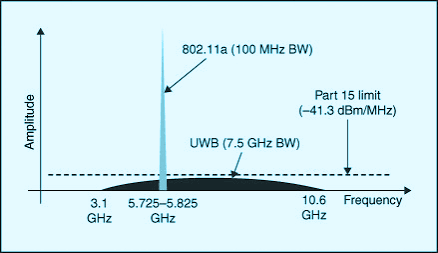 802.11a (100 MHz BW)
Part 15 limit
(–41.3 dBm/MHz)
Amplitude
UWB (7.5 GHz BW)
3.1
GHz
5.725–5.825
GHz
10.6
GHz
Frequency